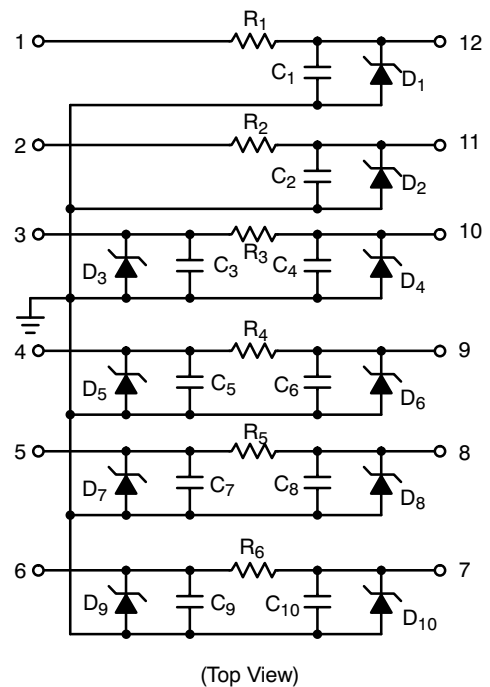 R1
1 12
C1 D1
R2
2 11
C2 D2
3 10
D3 C3 R3 C4 D4
R4
4 9
D5 C5 C6 D6
R5
5 8
D7 C7 C8 D8
R6
6 7
D9 C9 C10 D10
(Top View)